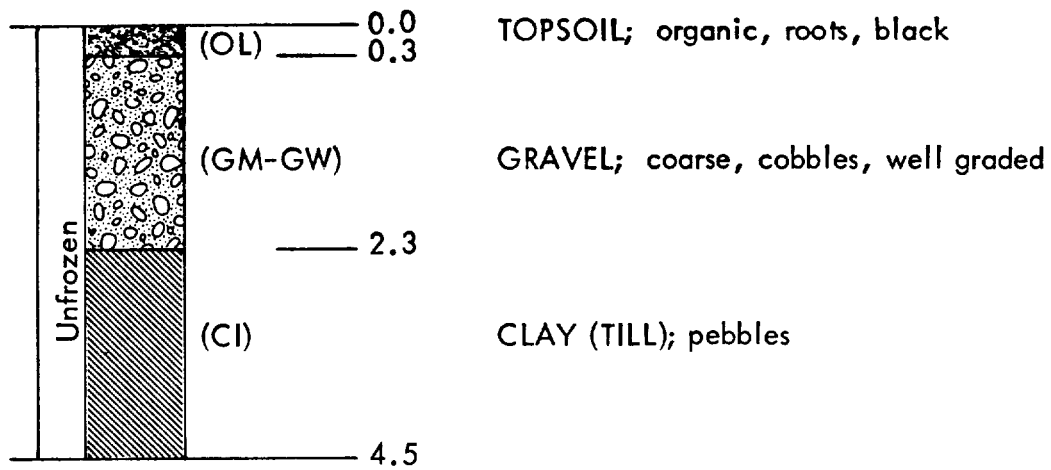 0.0 TOPSOIL; organic, roots, black
(OL)
0.3
(GM-GW) GRAVEL; coarse, cobbles, well graded
2.3
Unfrozen
(CI) CLAY (TILL); pebbles
4.5